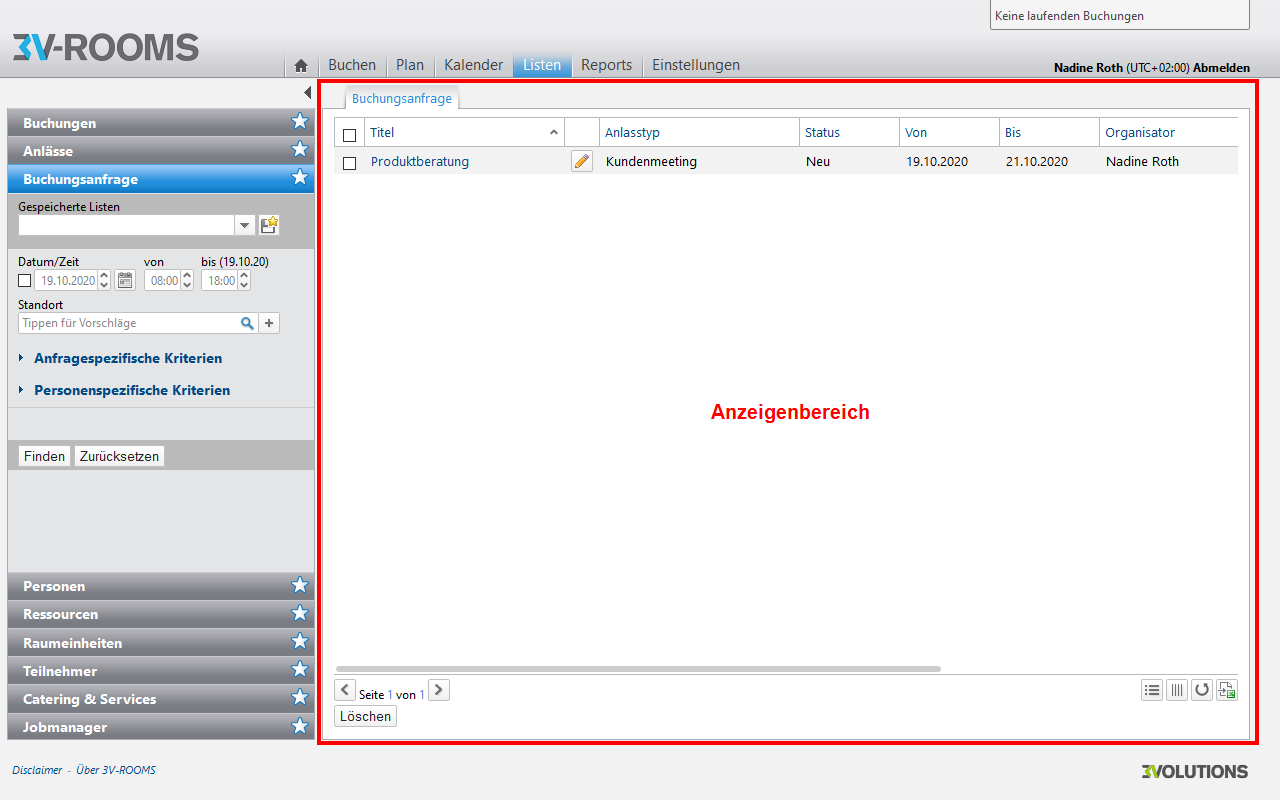 Keine laufenden Buchungen
3V-ROOMS
Buchen Plan Kalender Listen Reports Einstellungen
Nadine Roth (UTC+02:00) Abmelden
Buchungen
Anlässe
Buchungsanfrage
Gespeicherte Listen
Datum/Zeit von bis (19.10.20)
19.10.2020 08:00 18:00
Standort
Tippen für Vorschläge
Anfragespezifische Kriterien
Personenspezifische Kriterien
Finden Zurücksetzen
Personen
Ressourcen
Raumeinheiten
Teilnehmer
Catering & Services
Jobmanager
Buchungsanfrage
Titel Anlasstyp Status Von Bis Organisator
Produktberatung Kundenmeeting Neu 19.10.2020 21.10.2020 Nadine Roth
Anzeigenbereich
Seite 1 von 1
Löschen
Disclaimer - Über 3V-ROOMS
3VOLUTIONS